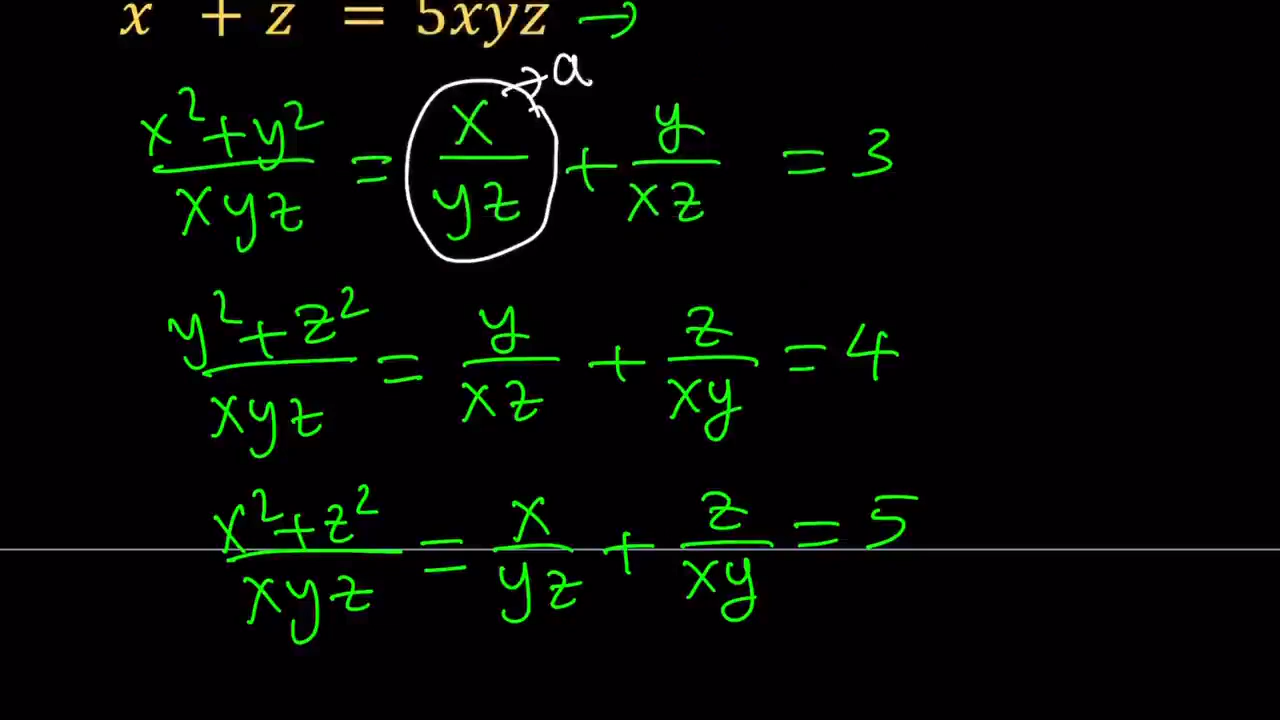 x + z = 5xyz →
→ a
x²+y²/xyz = x/yz + y/xz = 3
y²+z²/xyz = y/xz + z/xy = 4
x²+z²/xyz = x/yz + z/xy = 5